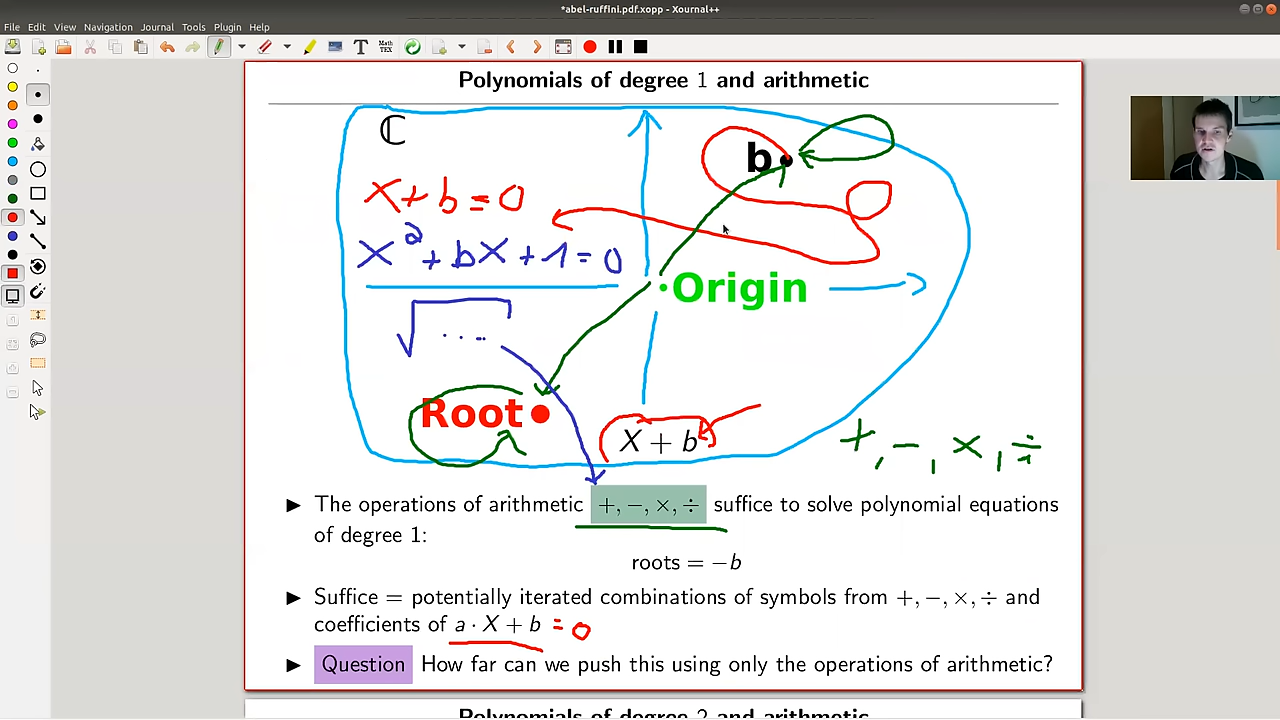 *abel-ruffini.pdf.xopp - Xournal++
File Edit View Navigation Journal Tools Plugin Help
Polynomials of degree 1 and arithmetic
ℂ
b
X + b = 0
X² + bX + 1 = 0
Origin
√....
Root
X + b
+, −, ×, ÷
▶ The operations of arithmetic +, −, ×, ÷ suffice to solve polynomial equations
of degree 1:
roots = −b
▶ Suffice = potentially iterated combinations of symbols from +, −, ×, ÷ and
coefficients of a · X + b = 0
▶ Question How far can we push this using only the operations of arithmetic?
Polynomials of degree 2 and arithmetic